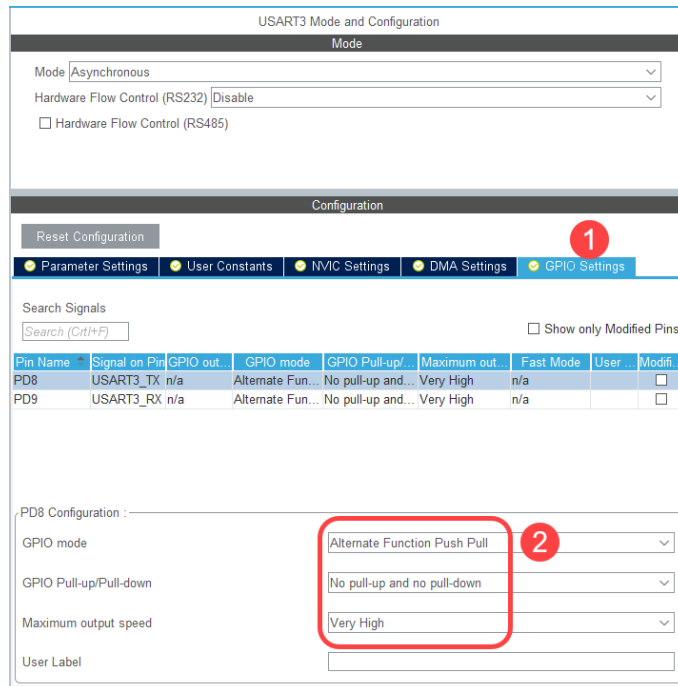 USART3 Mode and Configuration
Mode
Mode Asynchronous
Hardware Flow Control (RS232) Disable
Hardware Flow Control (RS485)
Configuration
Reset Configuration
1
Parameter Settings User Constants NVIC Settings DMA Settings GPIO Settings
Search Signals
Search (Crtl+F) Show only Modified Pins
Pin Name Signal on Pin GPIO out... GPIO mode GPIO Pull-up/... Maximum out... Fast Mode User ... Modifi...
PD8 USART3_TX n/a Alternate Fun... No pull-up and... Very High n/a
PD9 USART3_RX n/a Alternate Fun... No pull-up and... Very High n/a
PD8 Configuration :
GPIO mode Alternate Function Push Pull 2
GPIO Pull-up/Pull-down No pull-up and no pull-down
Maximum output speed Very High
User Label